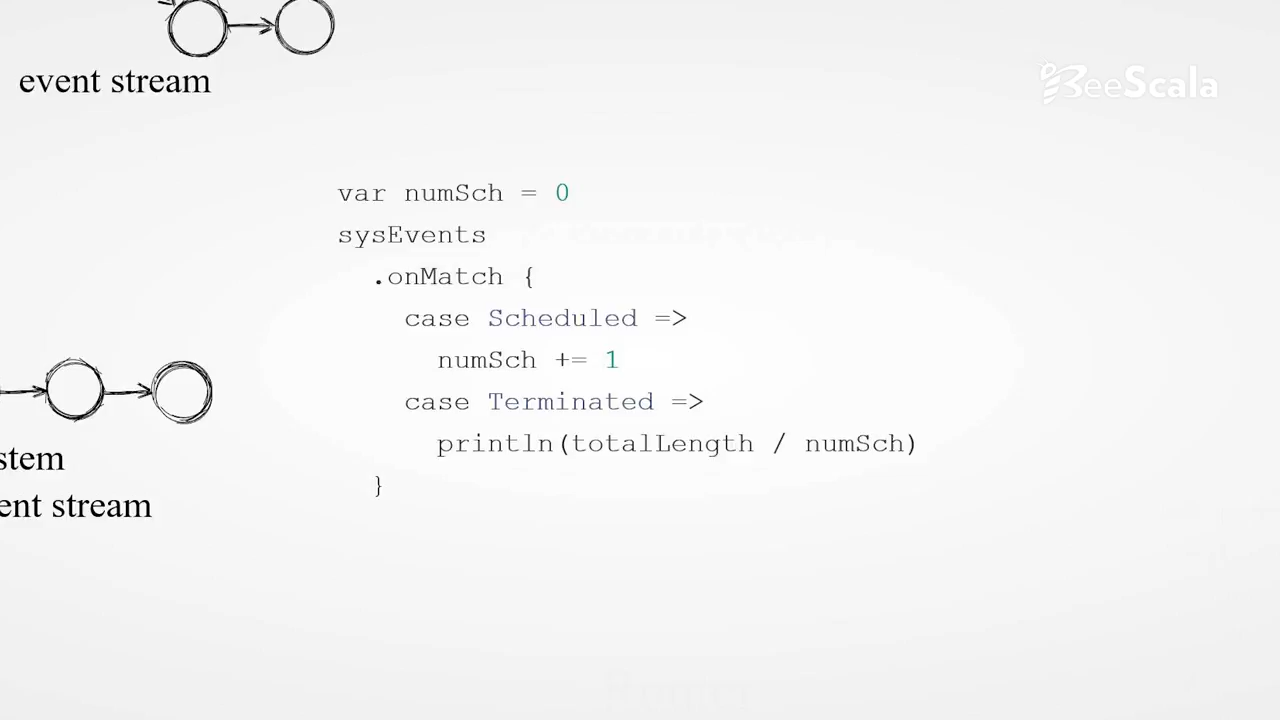 event stream
BeeScala
var numSch = 0
sysEvents
.onMatch {
case Scheduled =>
numSch += 1
case Terminated =>
println(totalLength / numSch)
}
stem
ent stream